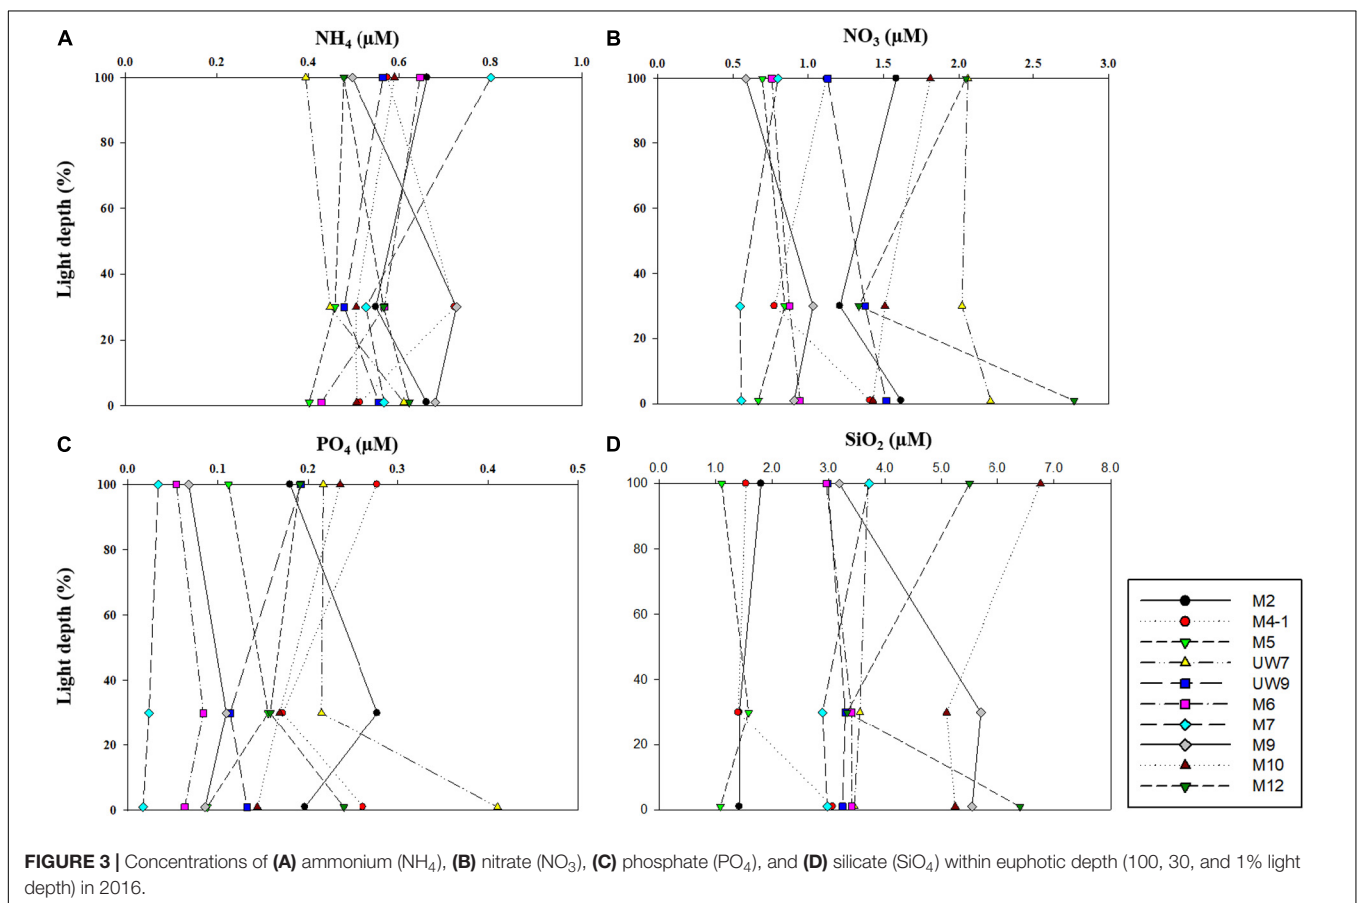 A
NH4 (µM)
0.0 0.2 0.4 0.6 0.8 1.0
100
80
60
40
20
0
Light depth (%)
B
NO3 (µM)
0.0 0.5 1.0 1.5 2.0 2.5 3.0
100
80
60
40
20
0
C
PO4 (µM)
0.0 0.1 0.2 0.3 0.4 0.5
100
80
60
40
20
0
Light depth (%)
D
SiO2 (µM)
0.0 1.0 2.0 3.0 4.0 5.0 6.0 7.0 8.0
100
80
60
40
20
0
M2
M4-1
M5
UW7
UW9
M6
M7
M9
M10
M12
FIGURE 3 | Concentrations of (A) ammonium (NH4), (B) nitrate (NO3), (C) phosphate (PO4), and (D) silicate (SiO4) within euphotic depth (100, 30, and 1% light
depth) in 2016.